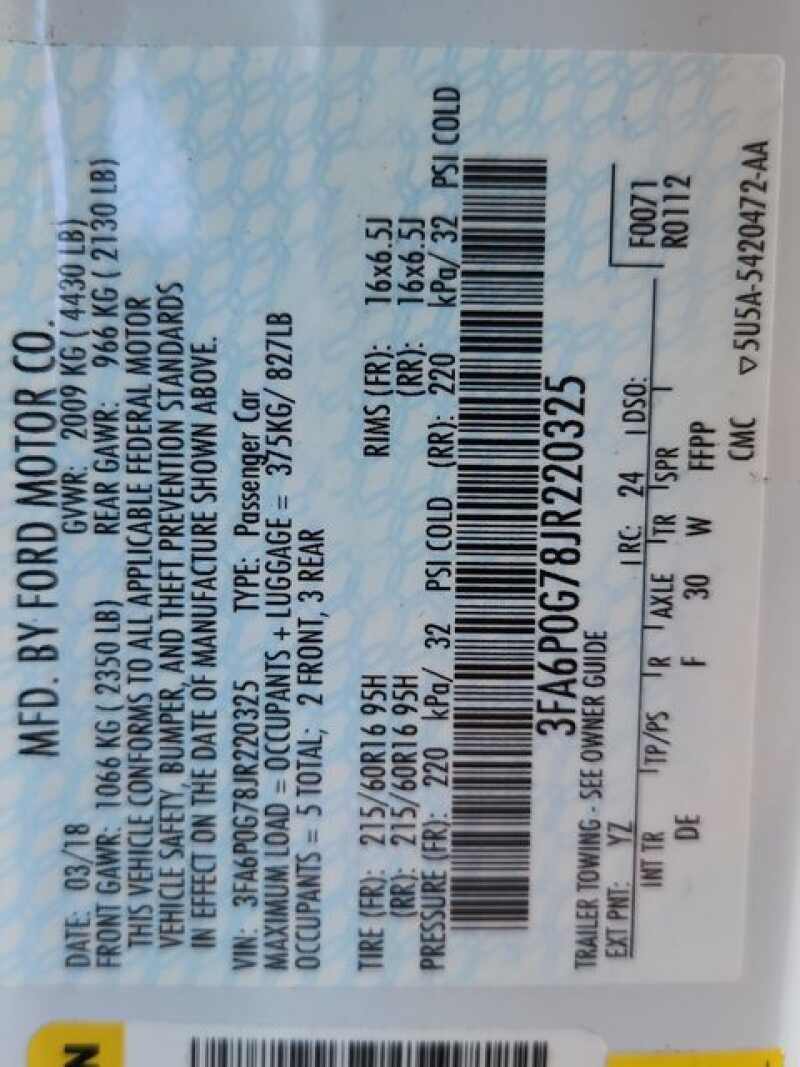 MFD. BY FORD MOTOR CO.
DATE: 03/18 GVWR: 2009 KG ( 4430 LB)
FRONT GAWR: 1066 KG ( 2350 LB) REAR GAWR: 966 KG ( 2130 LB)
THIS VEHICLE CONFORMS TO ALL APPLICABLE FEDERAL MOTOR
VEHICLE SAFETY, BUMPER, AND THEFT PREVENTION STANDARDS
IN EFFECT ON THE DATE OF MANUFACTURE SHOWN ABOVE.
VIN: 3FA6P0G78JR220325 TYPE: Passenger Car
MAXIMUM LOAD = OCCUPANTS + LUGGAGE = 375KG/ 827LB
OCCUPANTS = 5 TOTAL; 2 FRONT, 3 REAR
TIRE (FR): 215/60R16 95H RIMS (FR): 16x6.5J
(RR): 215/60R16 95H (RR): 16x6.5J
PRESSURE (FR): 220 kPa/ 32 PSI COLD (RR): 220 kPa/ 32 PSI COLD
3FA6P0G78JR220325
TRAILER TOWING - SEE OWNER GUIDE
F0071
EXT PNT: YZ RC: 24 DSO: R0112
INT TR TP/PS R AXLE TR SPR
DE F 30 W FFPP
CMC ▽5U5A-5420472-AA
N